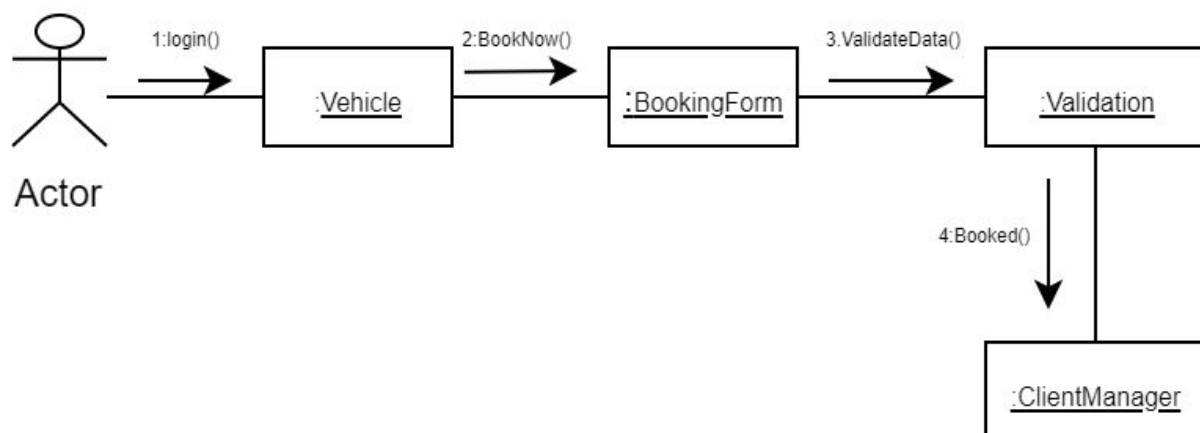 1:login()
2:BookNow()
3.ValidateData()
:Vehicle
:BookingForm
:Validation
Actor
4:Booked()
:ClientManager